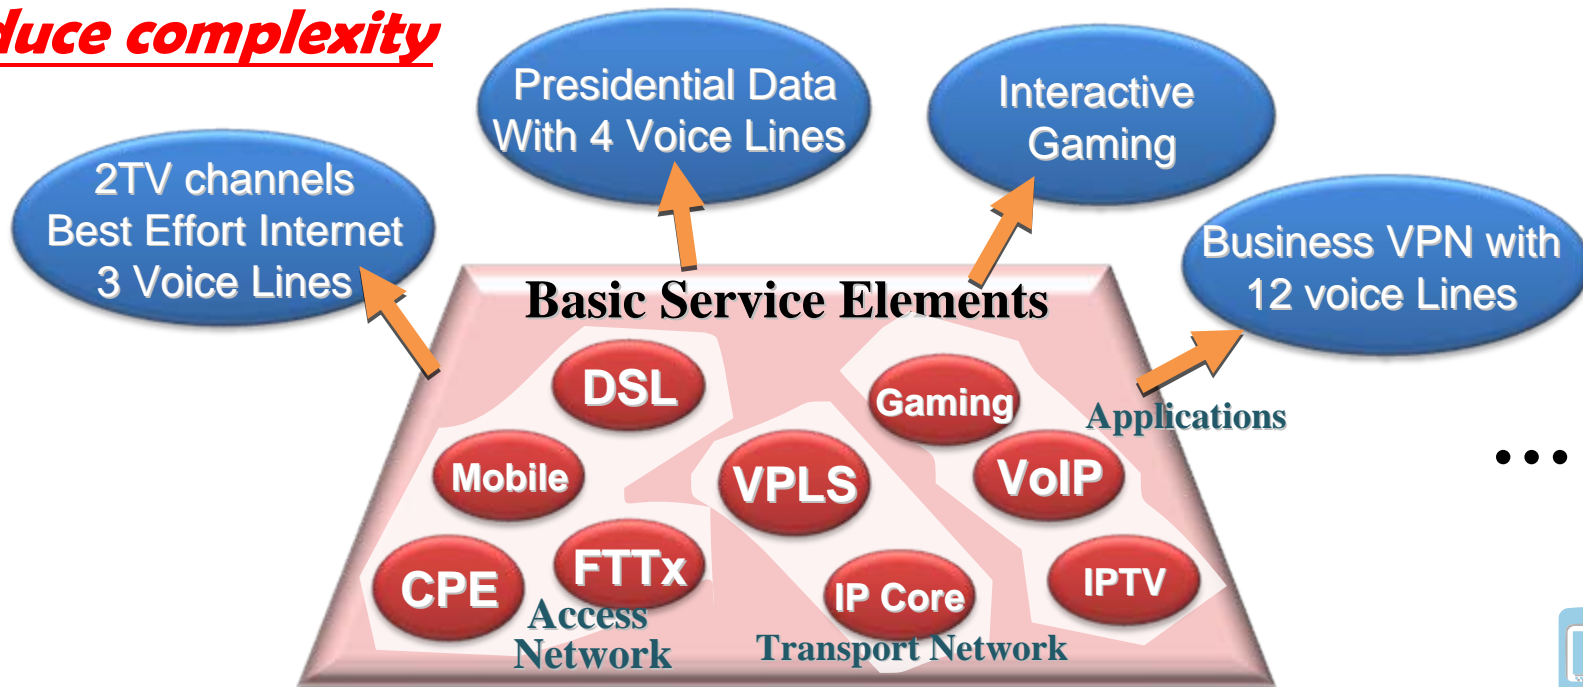 duce complexity
Presidential Data
With 4 Voice Lines
Interactive
Gaming
2TV channels
Best Effort Internet
3 Voice Lines
Business VPN with
12 voice Lines
Basic Service Elements
DSL
Gaming
Applications
Mobile
VPLS
VoIP
...
CPE
FTTx
IP Core
IPTV
Access
Network
Transport Network